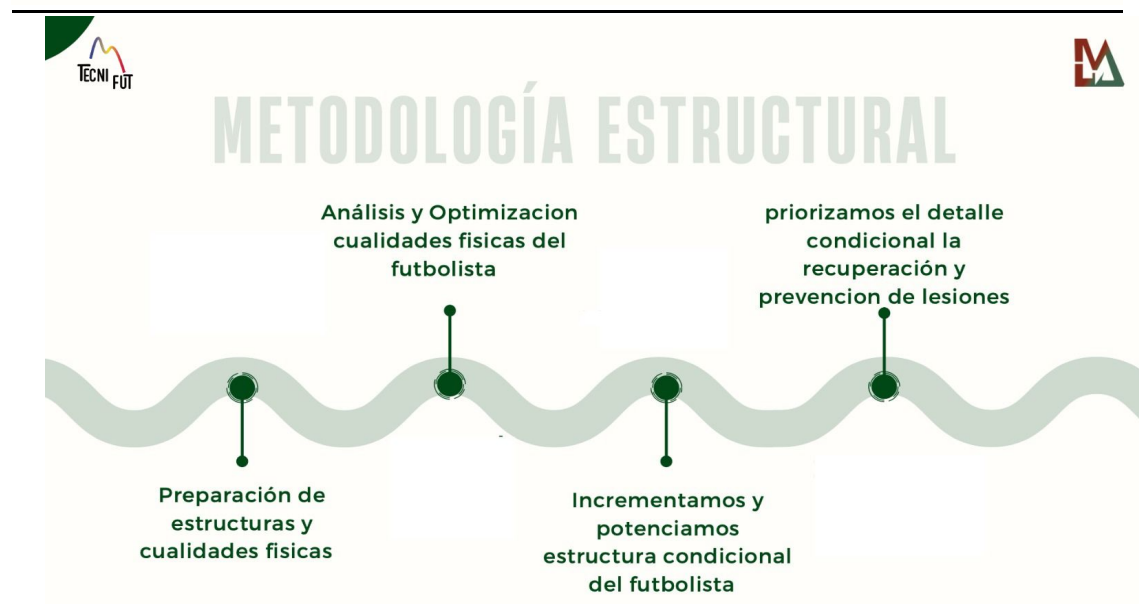 TECNI FUT
METODOLOGÍA ESTRUCTURAL
Análisis y Optimizacion
cualidades fisicas del
futbolista
priorizamos el detalle
condicional la
recuperación y
prevencion de lesiones
Preparación de
estructuras y
cualidades fisicas
Incrementamos y
potenciamos
estructura condicional
del futbolista